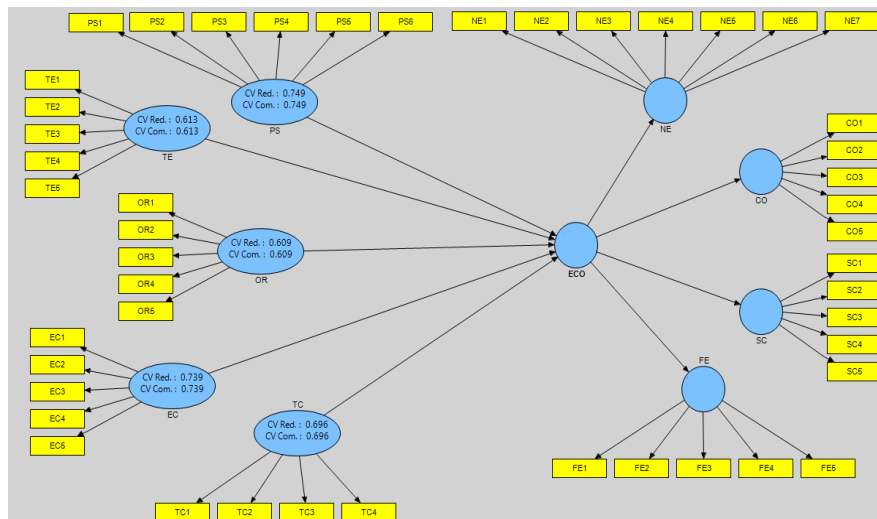 PS1
PS2
PS3
PS4
PS5
PS6
NE1
NE2
NE3
NE4
NE5
NE6
NE7
TE1
TE2
TE3
TE4
TE5
CV Red. : 0.749
CV Com. : 0.749
PS
CV Red. : 0.613
CV Com. : 0.613
TE
NE
CO1
CO2
CO3
CO4
CO5
CO
OR1
OR2
OR3
OR4
OR5
CV Red. : 0.609
CV Com. : 0.609
OR
ECO
SC1
SC2
SC3
SC4
SC5
SC
EC1
EC2
EC3
EC4
EC5
CV Red. : 0.739
CV Com. : 0.739
EC
TC
CV Red. : 0.696
CV Com. : 0.696
FE
FE1
FE2
FE3
FE4
FE5
TC1
TC2
TC3
TC4